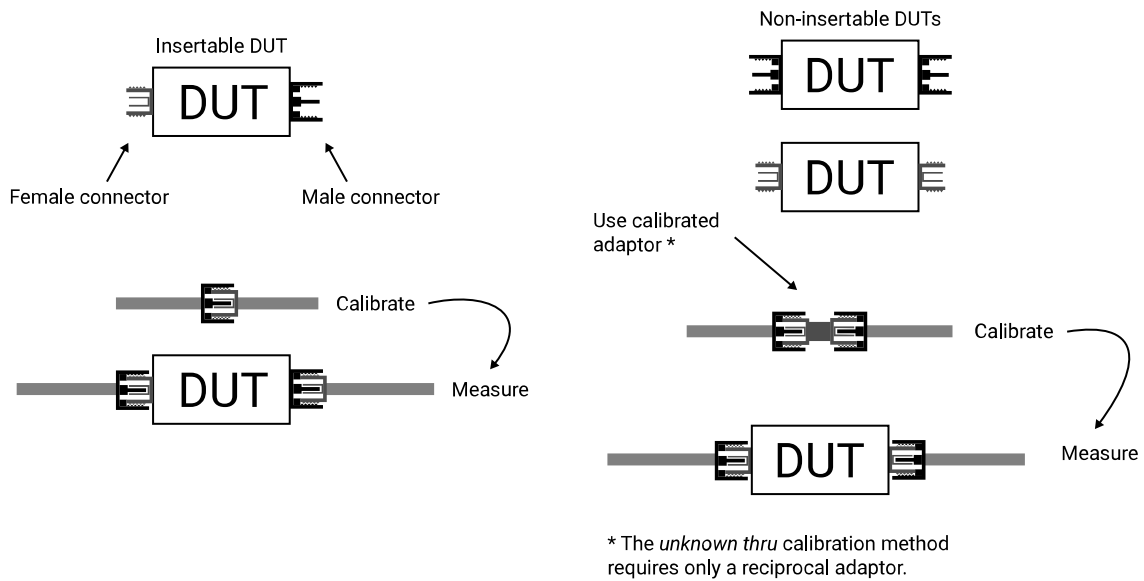 Insertable DUT
DUT
Female connector
Male connector
Calibrate
DUT
Measure
Non-insertable DUTs
DUT
DUT
Use calibrated
adaptor *
Calibrate
DUT
Measure
* The unknown thru calibration method
requires only a reciprocal adaptor.